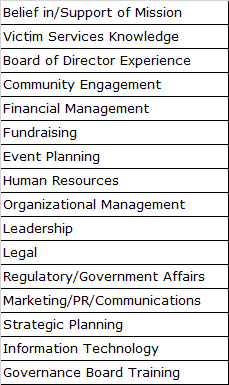 Belief in/Support of Mission
Victim Services Knowledge
Board of Director Experience
Community Engagement
Financial Management
Fundraising
Event Planning
Human Resources
Organizational Management
Leadership
Legal
Regulatory/Government Affairs
Marketing/PR/Communications
Strategic Planning
Information Technology
Governance Board Training